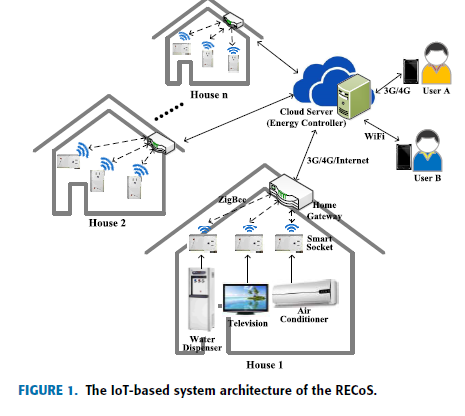 House n
Cloud Server
(Energy Controller)
3G/4G
User A
WiFi
User B
3G/4G/Internet
House 2
ZigBee
Home
Gateway
Smart
Socket
Water
Dispenser
Television
Air
Conditioner
House 1
FIGURE 1. The IoT-based system architecture of the RECoS.